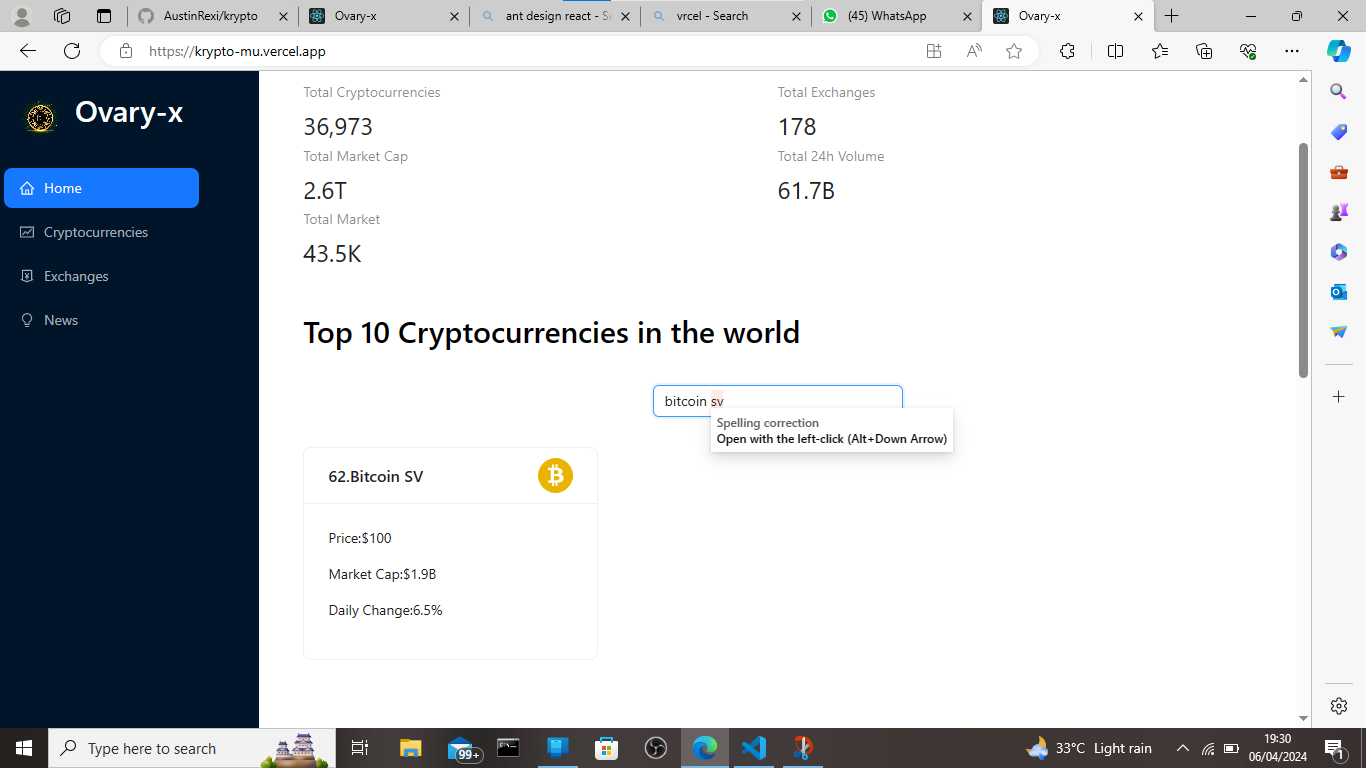 AustinRexi/krypto
Ovary-x
ant design react - Se
vrcel - Search
(45) WhatsApp
Ovary-x
https://krypto-mu.vercel.app
Ovary-x
Home
Cryptocurrencies
Exchanges
News
Total Cryptocurrencies
36,973
Total Exchanges
178
Total Market Cap
2.6T
Total 24h Volume
61.7B
Total Market
43.5K
Top 10 Cryptocurrencies in the world
bitcoin sv
Spelling correction
Open with the left-click (Alt+Down Arrow)
62.Bitcoin SV
Price:$100
Market Cap:$1.9B
Daily Change:6.5%
Type here to search
99+
33°C Light rain
19:30
06/04/2024
1